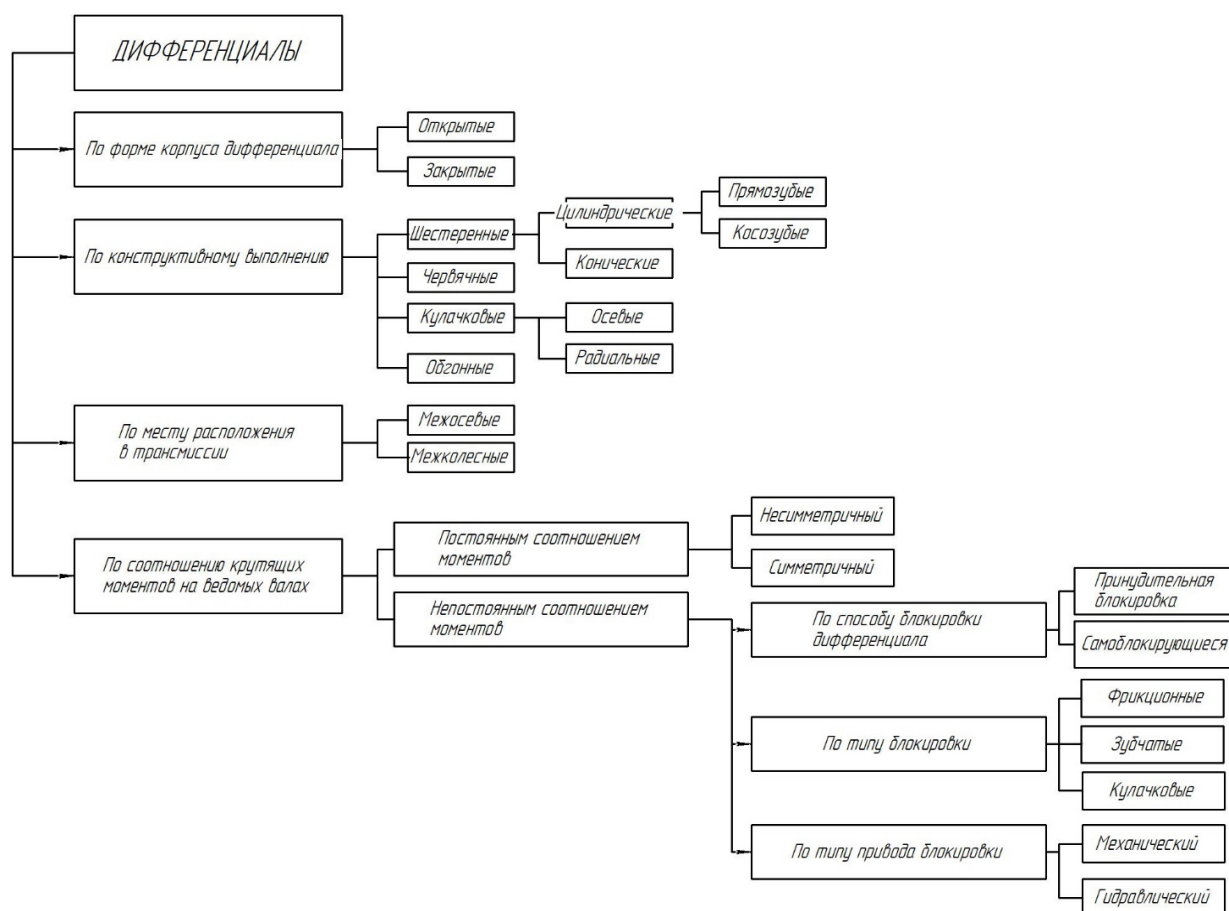 ДИФФЕРЕНЦИАЛЫ
По форме корпуса дифференциала
Открытые
Закрытые
По конструктивному выполнению
Шестеренные
Цилиндрические
Прямозубые
Косозубые
Конические
Червячные
Кулачковые
Осевые
Радиальные
Обгонные
По месту расположения
в трансмиссии
Межосевые
Межколесные
По соотношению крутящих
моментов на ведомых валах
Постоянным соотношением
моментов
Несимметричный
Симметричный
Непостоянным соотношением
моментов
По способу блокировки
дифференциала
Принудительная
блокировка
Самоблокирующиеся
По типу блокировки
Фрикционные
Зубчатые
Кулачковые
По типу привода блокировки
Механический
Гидравлический